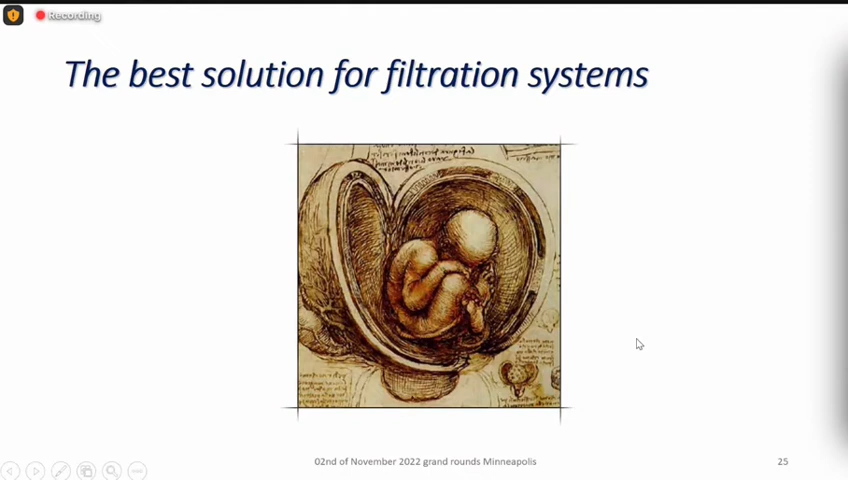 Recording
The best solution for filtration systems
02nd of November 2022 grand rounds Minneapolis
25